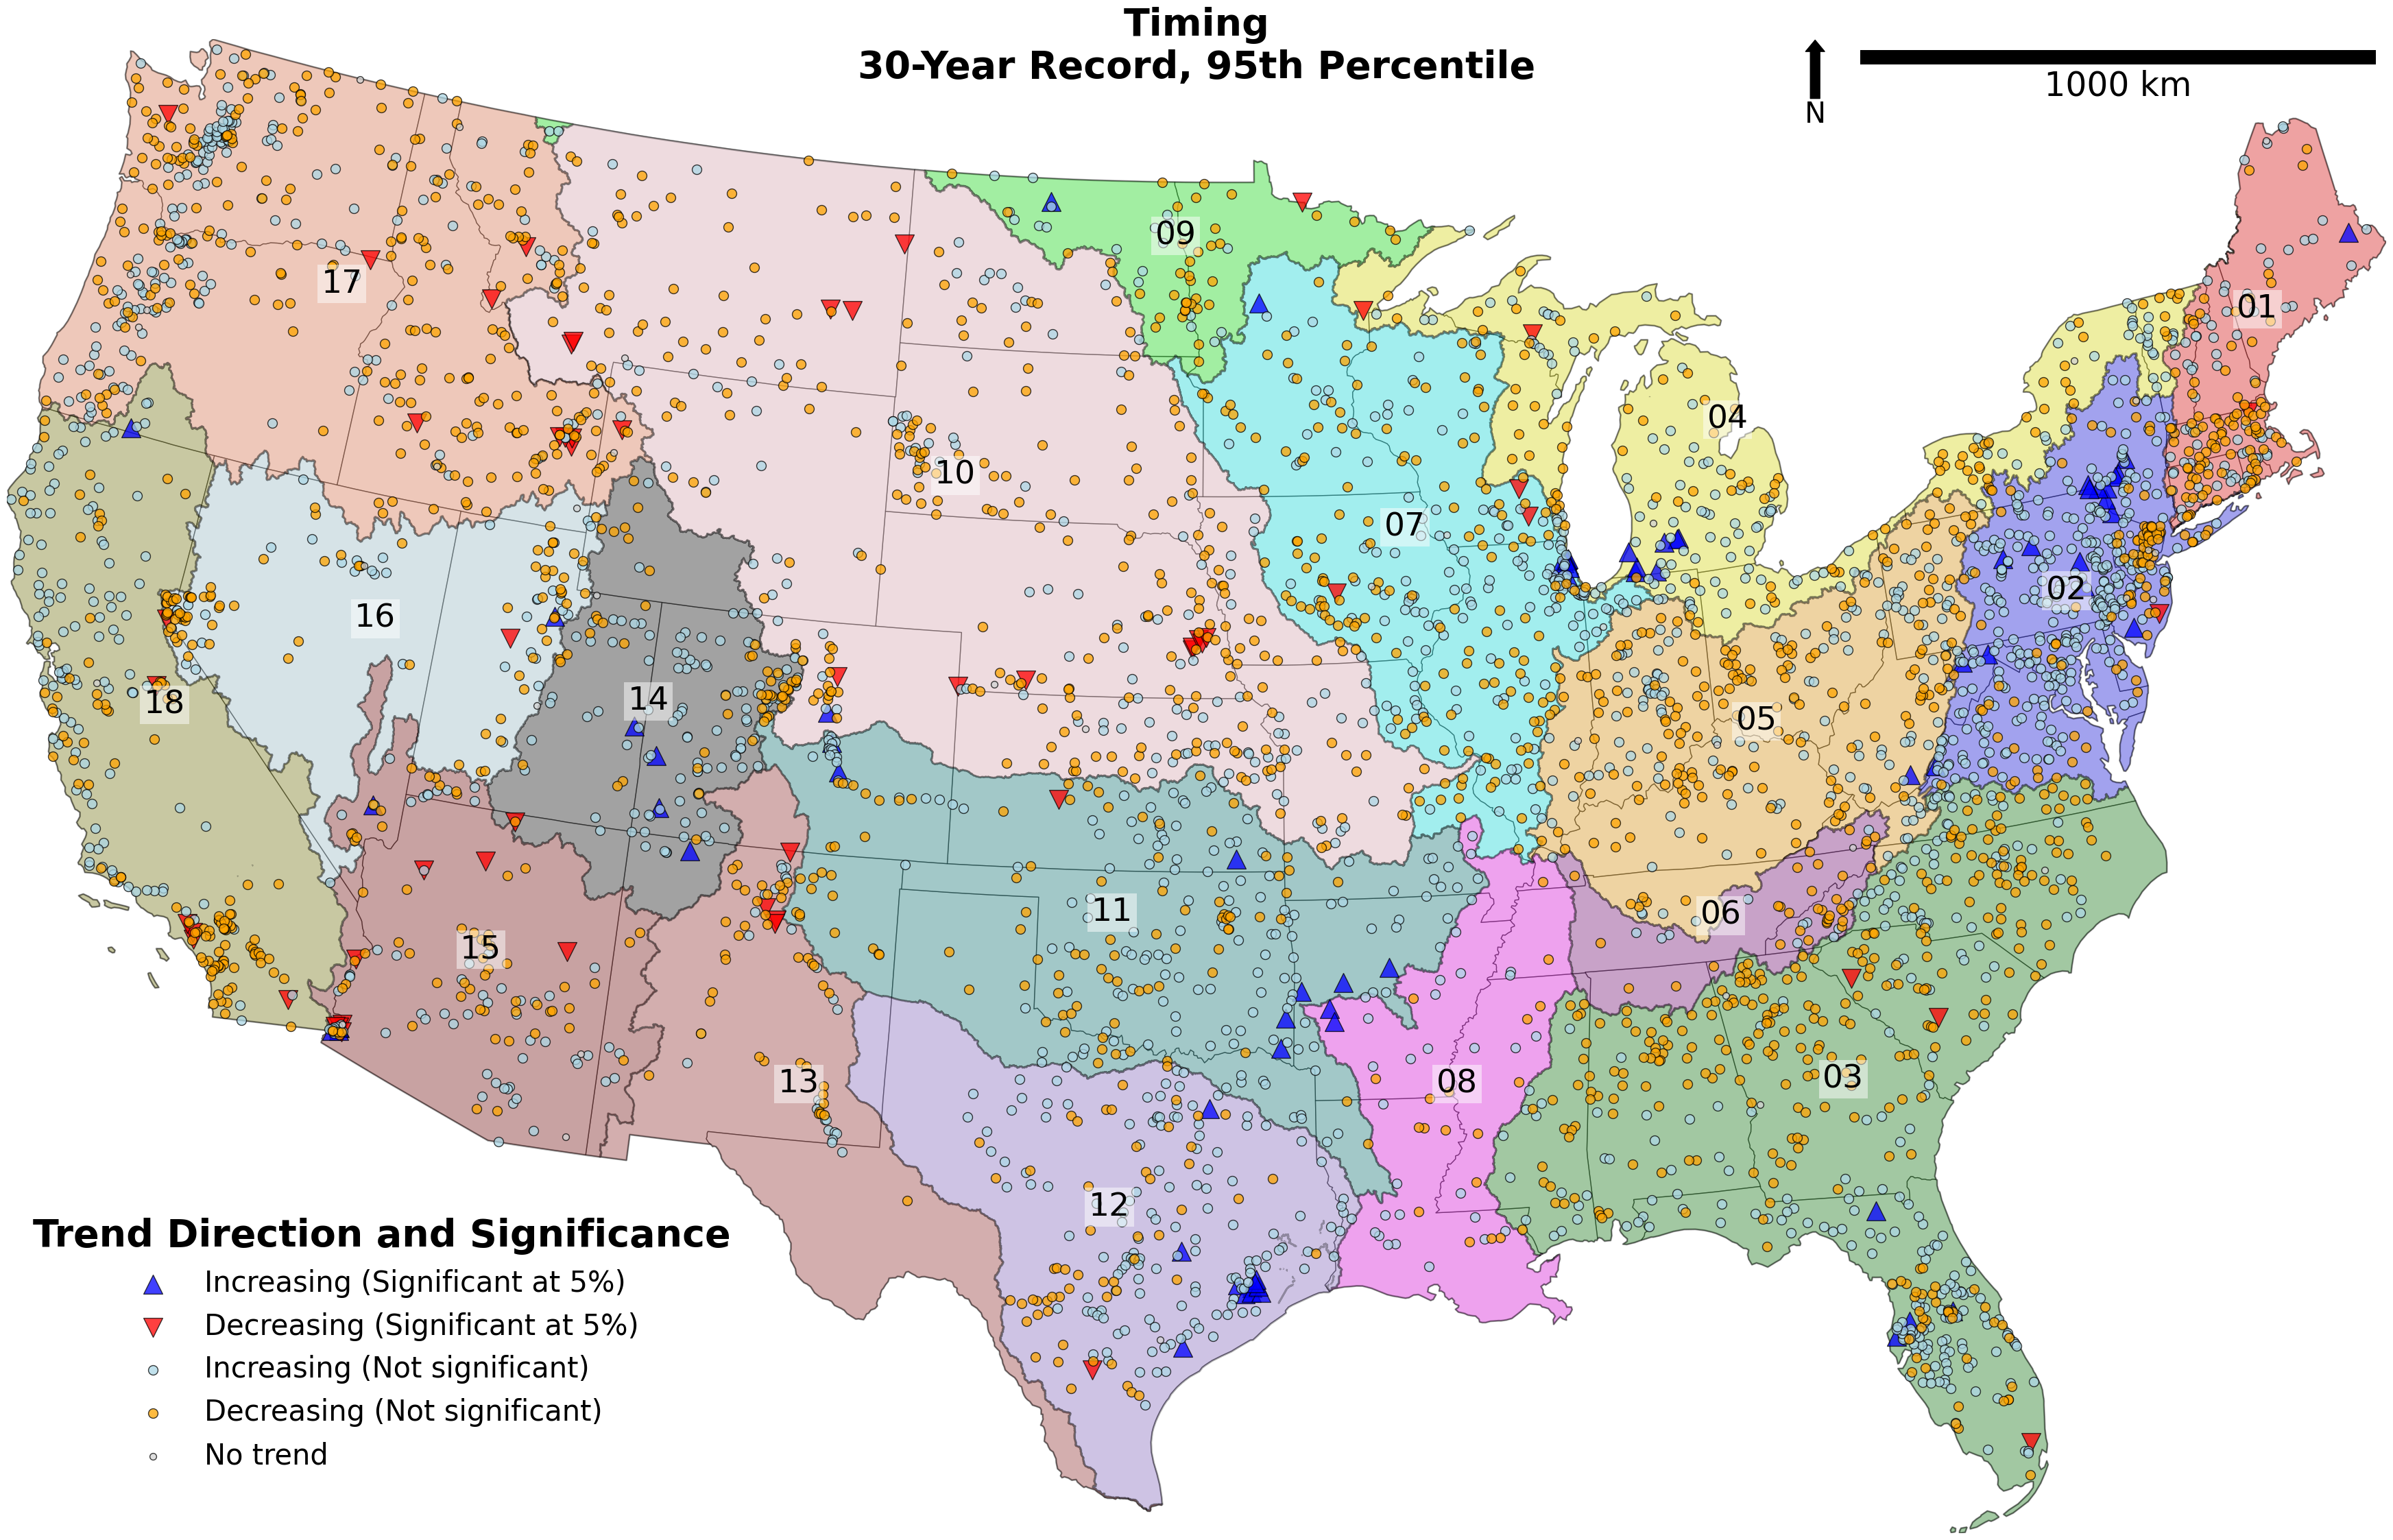 Timing
30-Year Record, 95th Percentile
1000 km
N
09
17
01
04
10
07
16
02
14
18
05
11
06
15
13
08
03
12
Trend Direction and Significance
Increasing (Significant at 5%)
Decreasing (Significant at 5%)
Increasing (Not significant)
Decreasing (Not significant)
No trend